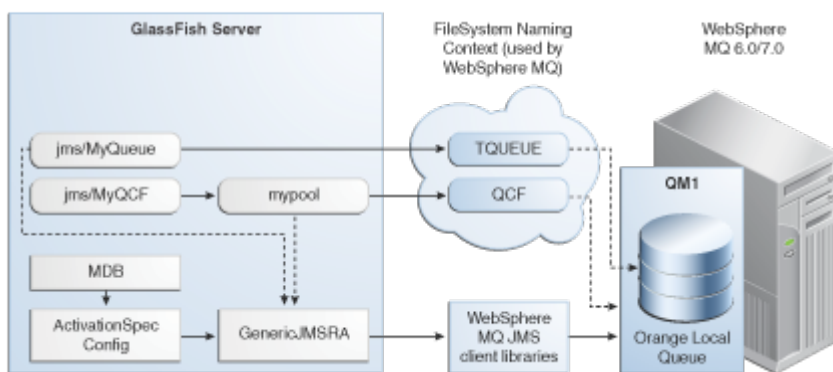 GlassFish Server
FileSystem Naming
Context (used by
WebSphere MQ)
WebSphere
MQ 6.0/7.0
jms/MyQueue
TQUEUE
jms/MyQCF
mypool
QCF
QM1
MDB
ActivationSpec
Config
GenericJMSRA
WebSphere
MQ JMS
client libraries
Orange Local
Queue